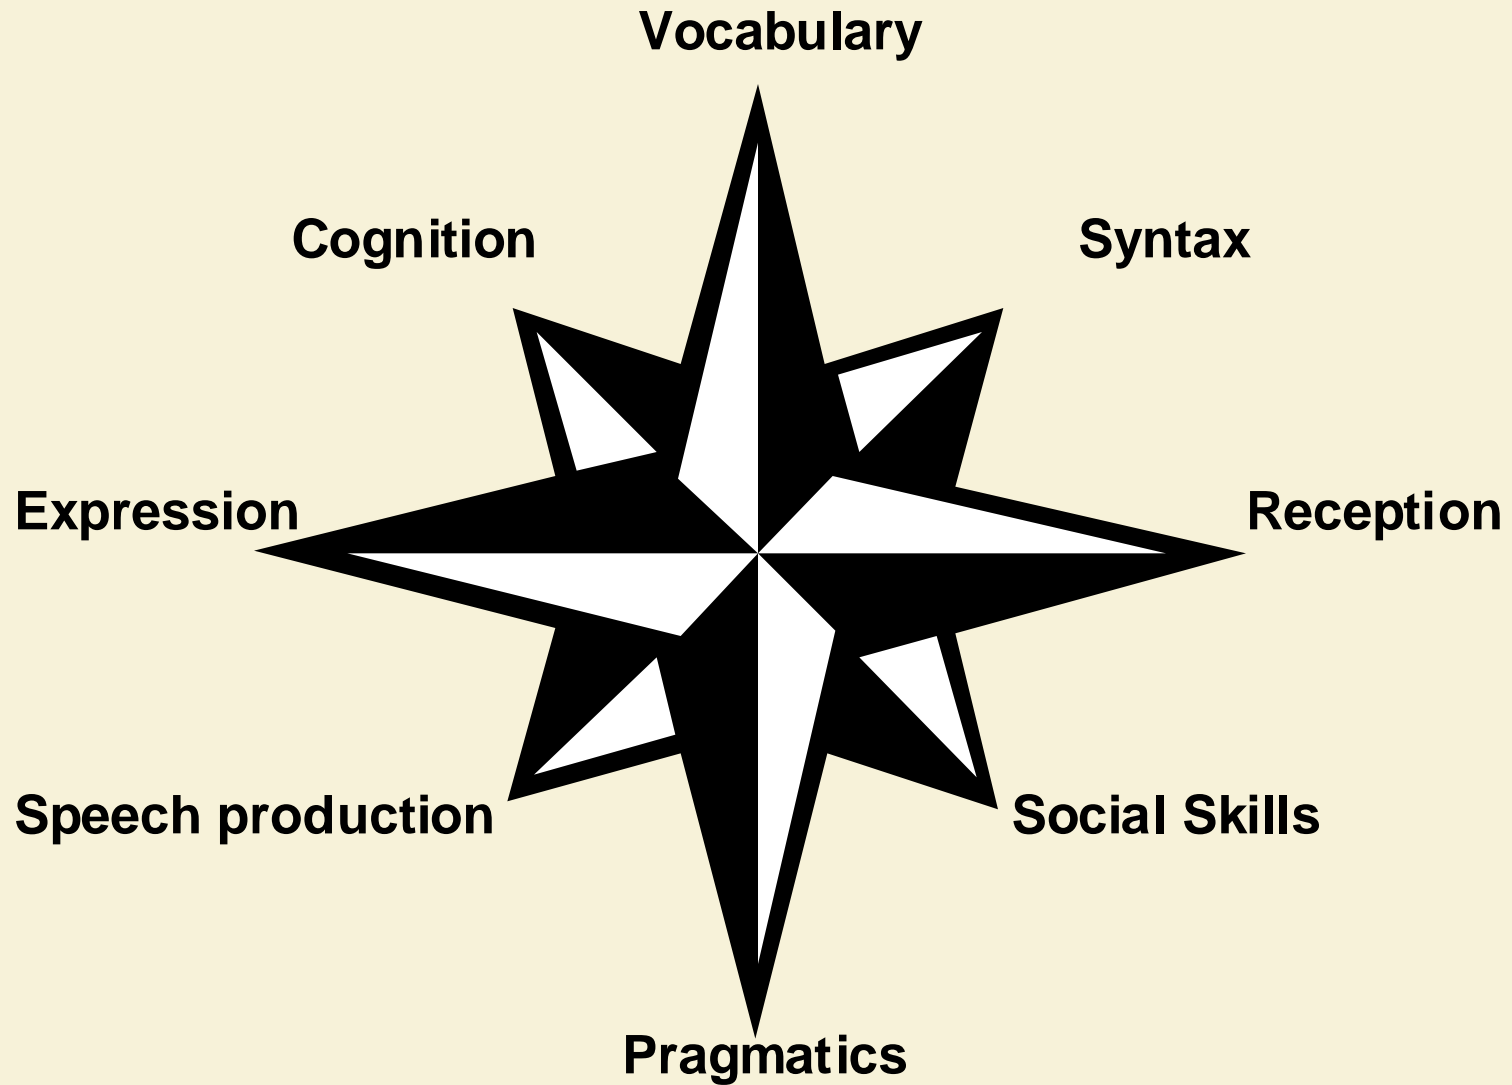 Vocabulary
Cognition
Syntax
Expression
Reception
Speech production
Social Skills
Pragmatics